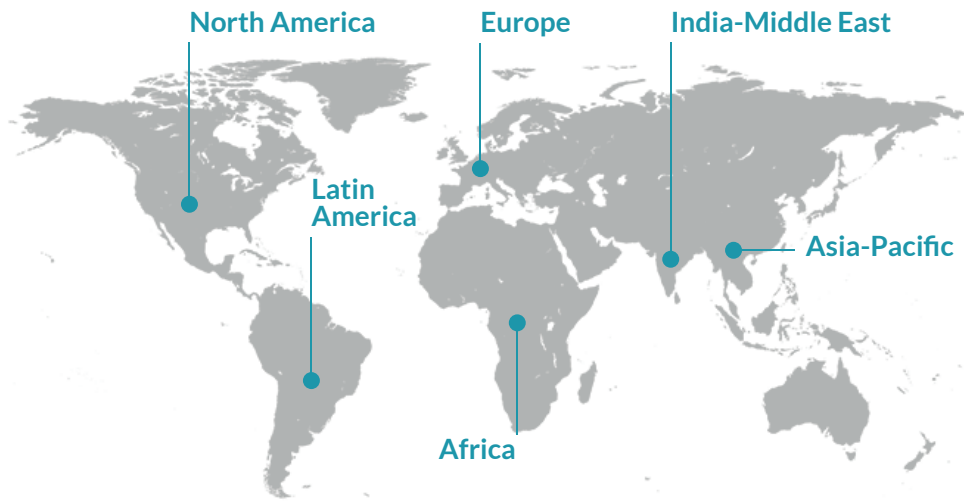 North America
Europe
India-Middle East
Latin
America
Asia-Pacific
Africa